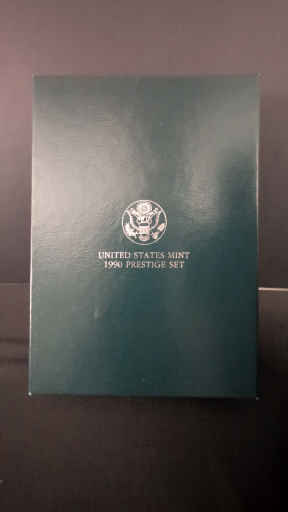 UNITED STATES MINT
1990 PRESTIGE SET